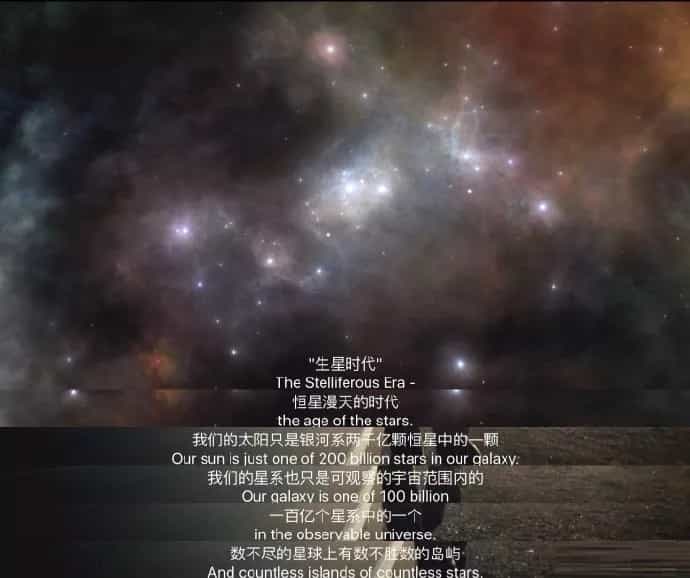 "生星时代"
The Stelliferous Era -
恒星漫天的时代
the age of the stars.
我们的太阳只是银河系两千亿颗恒星中的一颗
Our sun is just one of 200 billion stars in our galaxy.
我们的星系也只是可观察的宇宙范围内的
Our galaxy is one of 100 billion
一百亿个星系中的一个
in the observable universe.
数不尽的星球上有数不胜数的岛屿
And countless islands of countless stars.